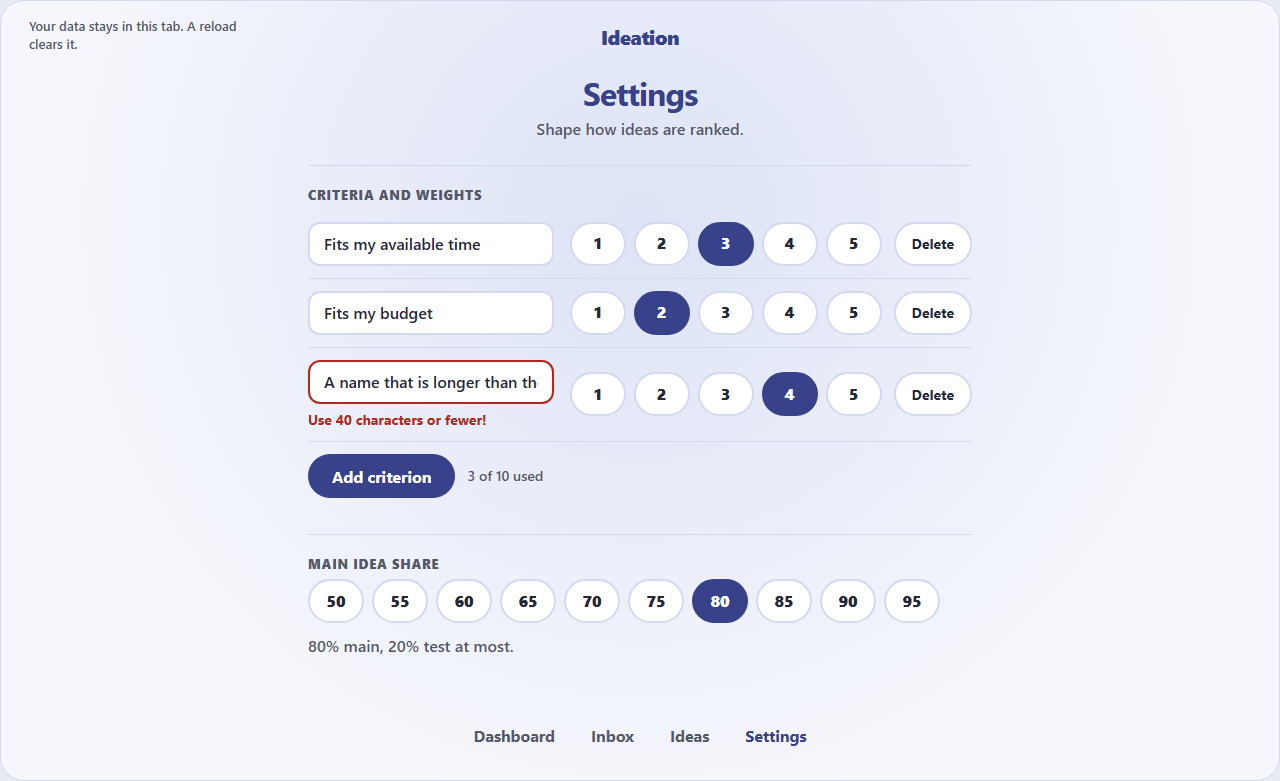 Your data stays in this tab. A reload
clears it.
Ideation
Settings
Shape how ideas are ranked.
CRITERIA AND WEIGHTS
Fits my available time 1 2 3 4 5 Delete
Fits my budget 1 2 3 4 5 Delete
A name that is longer than 1 2 3 4 5 Delete
Use 40 characters or fewer!
Add criterion 3 of 10 used
MAIN IDEA SHARE
50 55 60 65 70 75 80 85 90 95
80% main, 20% test at most.
Dashboard Inbox Ideas Settings